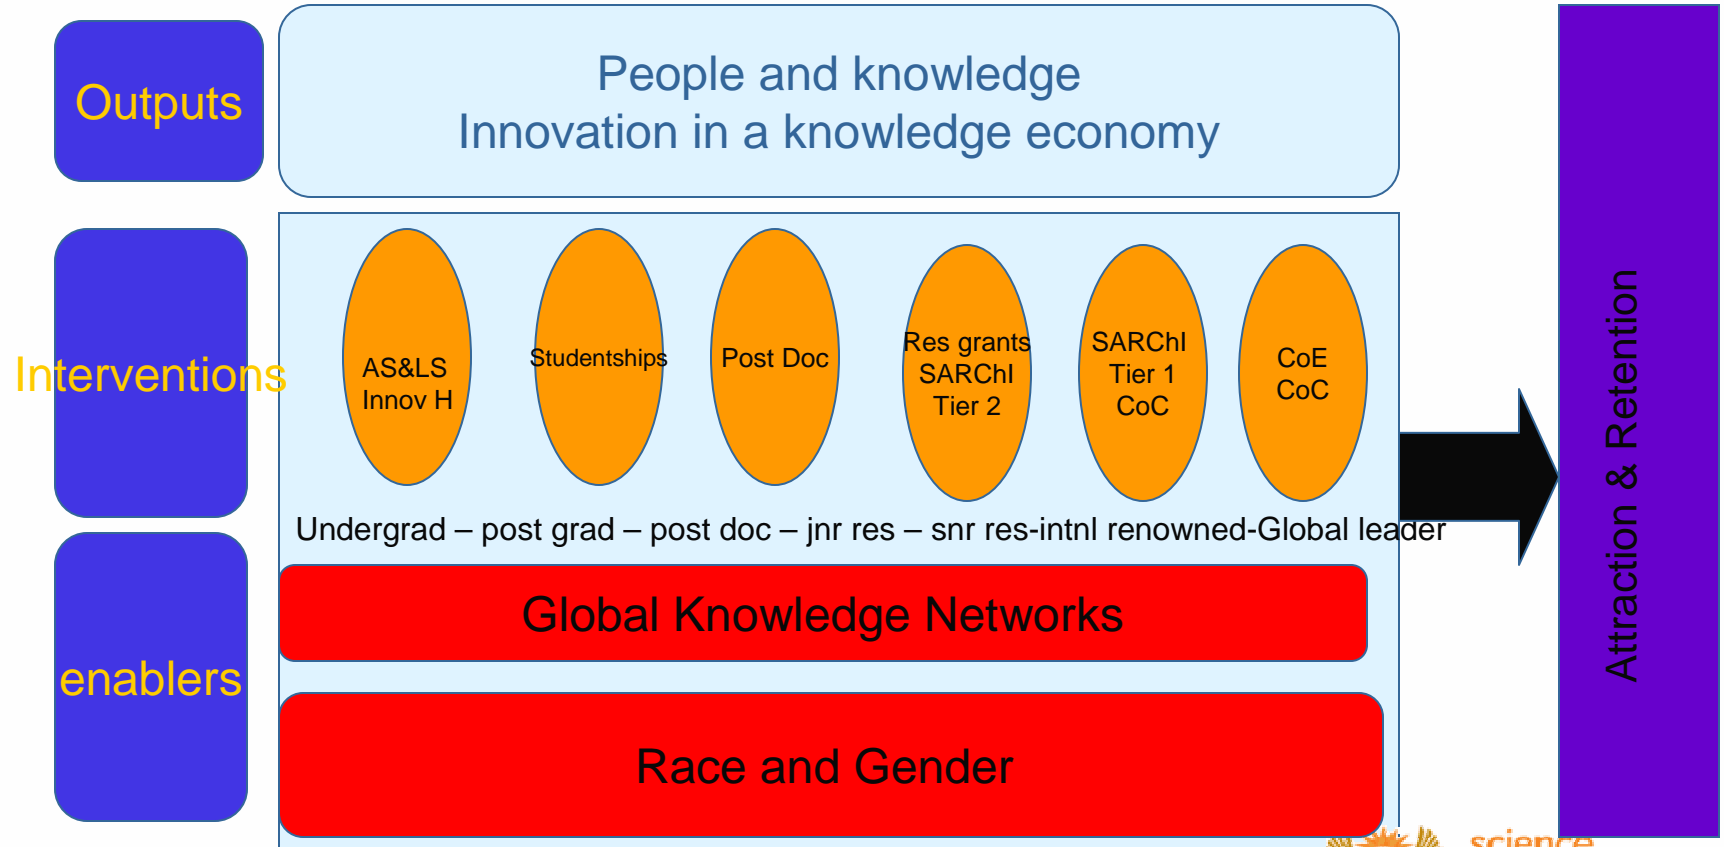 Outputs
People and knowledge
Innovation in a knowledge economy
Interventions
AS&LS
Innov H
Studentships
Post Doc
Res grants
SARChI
Tier 2
SARChI
Tier 1
CoC
CoE
CoC
Undergrad – post grad – post doc – jnr res – snr res-intnl renowned-Global leader
enablers
Global Knowledge Networks
Race and Gender
Attraction & Retention
science